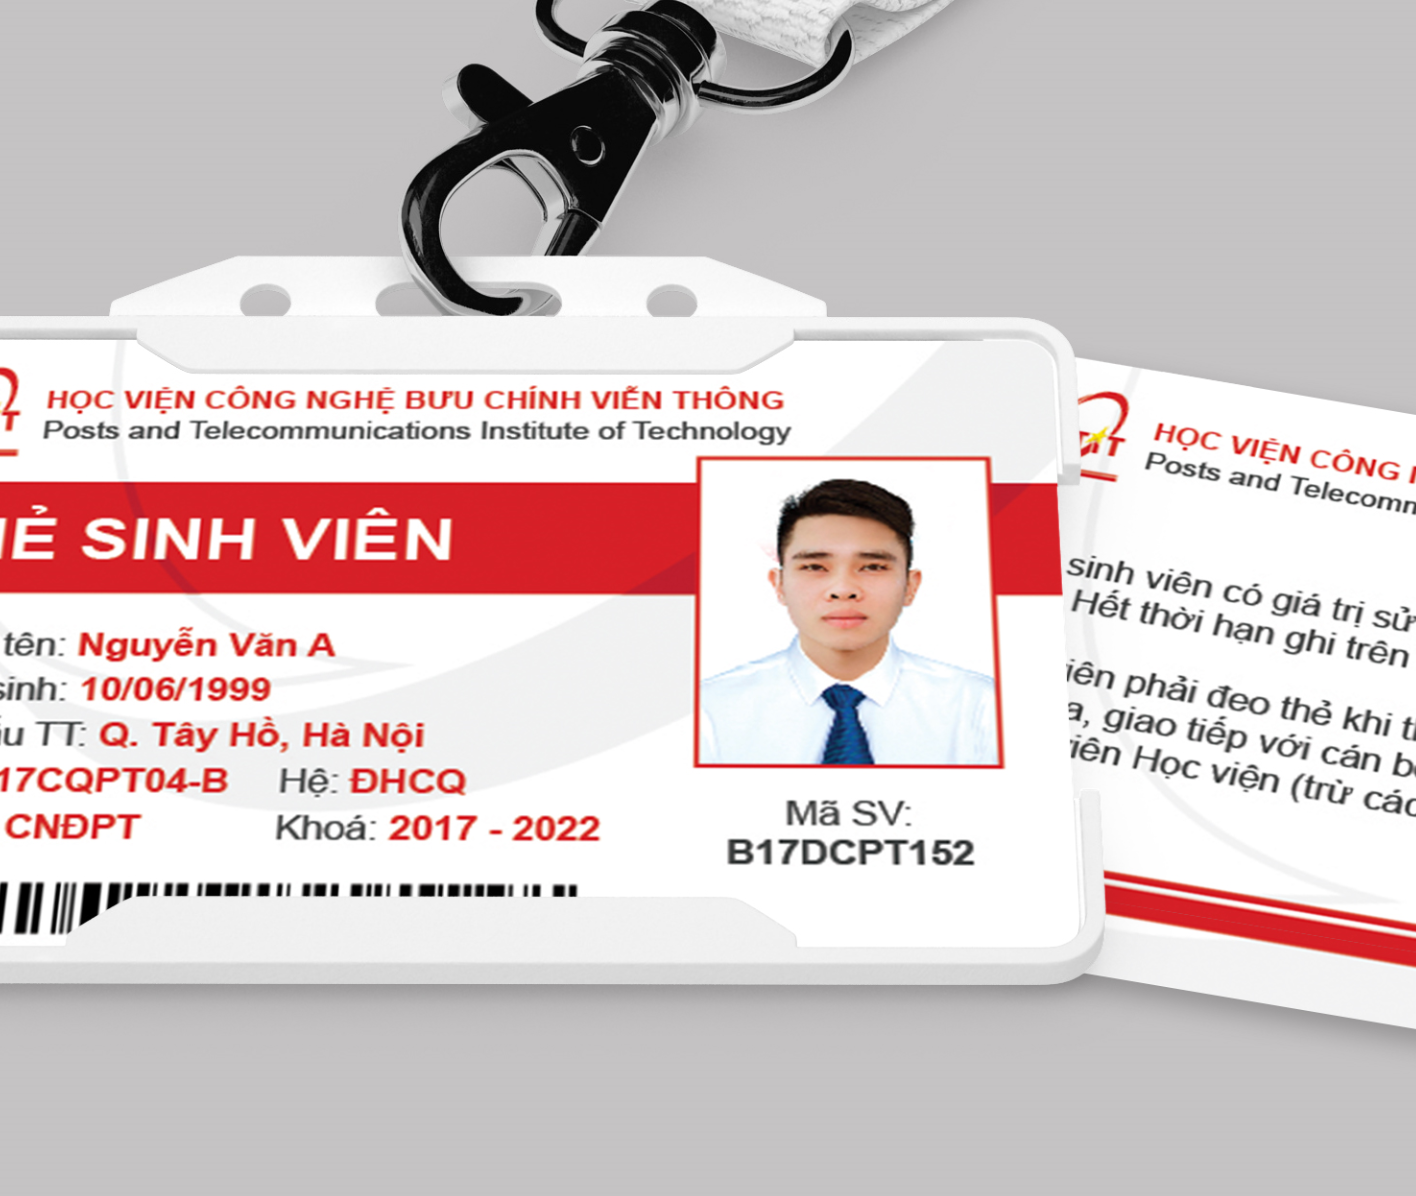 HỌC VIỆN CÔNG NGHỆ BƯU CHÍNH VIỄN THÔNG
Posts and Telecommunications Institute of Technology
SINH VIÊN
tên: Nguyễn Văn A
sinh: 10/06/1999
TT: Q. Tây Hồ, Hà Nội
17CQPT04-B Hệ: ĐHCQ
CNĐPT Khoá: 2017 - 2022
Mã SV:
B17DCPT152
HỌC VIỆN CÔNG
Posts and Telecomm
sinh viên có giá trị sử
Hết thời hạn ghi trên
phải đeo thẻ khi
giao tiếp với cán
Học viện (trừ các